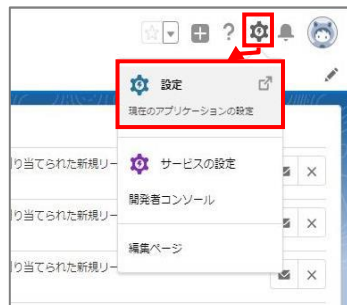 設定
現在のアプリケーションの設定
り当てられた新規リー
サービスの設定
開発者コンソール
り当てられた新規リー
編集ページ
り当てられた新規リー